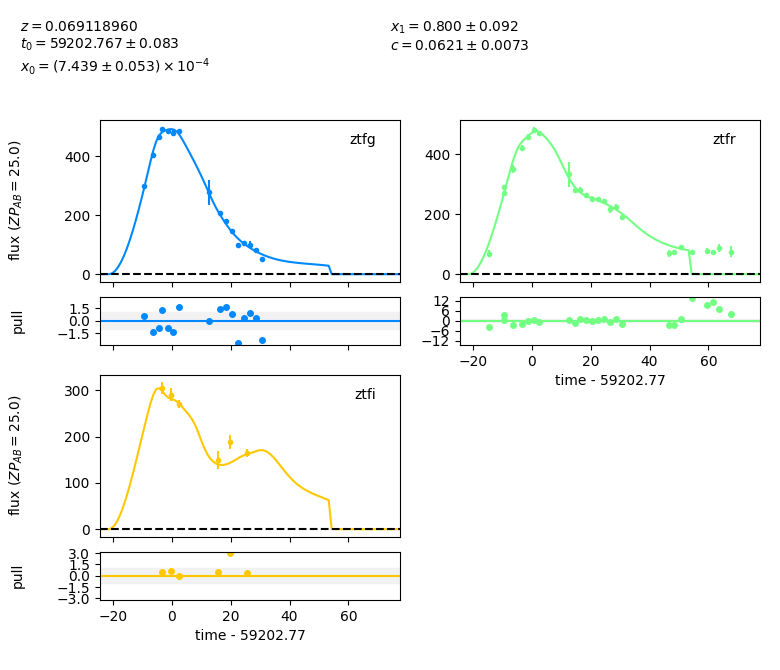 z = 0.069118960
t0 = 59202.767 ± 0.083
x0 = (7.439 ± 0.053) × 10^-4
x1 = 0.800 ± 0.092
c = 0.0621 ± 0.0073
ztfg
flux (ZP_AB = 25.0)
400
200
0
pull
1.5
0.0
−1.5
ztfr
400
200
0
12
6
0
−6
−12
−20 0 20 40 60
time - 59202.77
ztfi
flux (ZP_AB = 25.0)
300
200
100
0
pull
3.0
1.5
0.0
−1.5
−3.0
−20 0 20 40 60
time - 59202.77